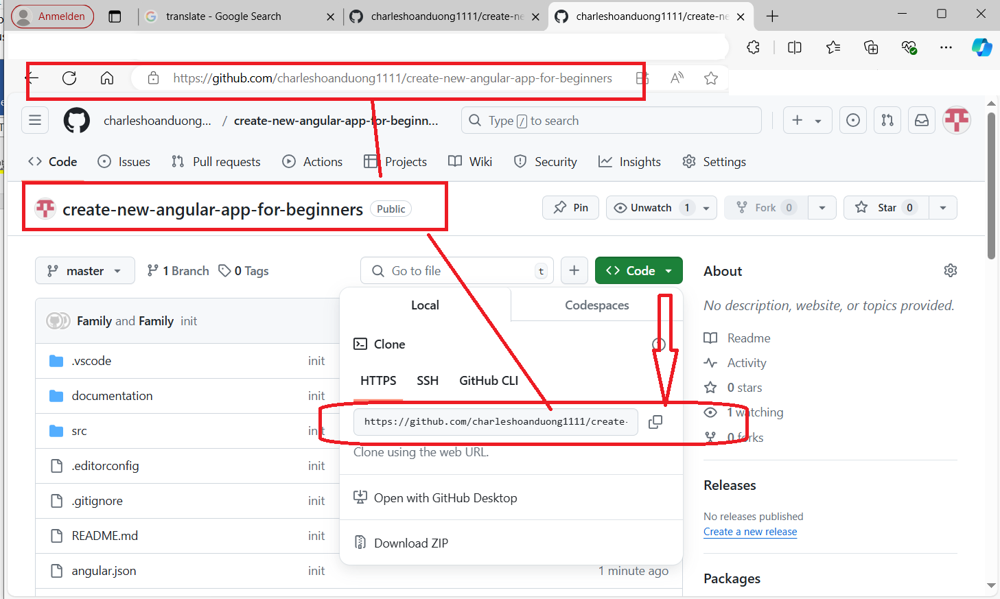 Anmelden
translate - Google Search
charleshoanduong1111/create-ne
charleshoanduong1111/create-ne
https://github.com/charleshoanduong1111/create-new-angular-app-for-beginners
charleshoanduong... / create-new-angular-app-for-beginn...
Type / to search
Code Issues Pull requests Actions Projects Wiki Security Insights Settings
create-new-angular-app-for-beginners Public
Pin Unwatch 1 Fork 0 Star 0
master 1 Branch 0 Tags
Go to file t
Code
Family and Family init
.vscode init
documentation init
src init
.editorconfig init
.gitignore init
README.md init
angular.json init 1 minute ago
Local Codespaces
Clone
HTTPS SSH GitHub CLI
https://github.com/charleshoanduong1111/create-
Clone using the web URL.
Open with GitHub Desktop
Download ZIP
About
No description, website, or topics provided.
Readme
Activity
0 stars
1 watching
0 forks
Releases
No releases published
Create a new release
Packages